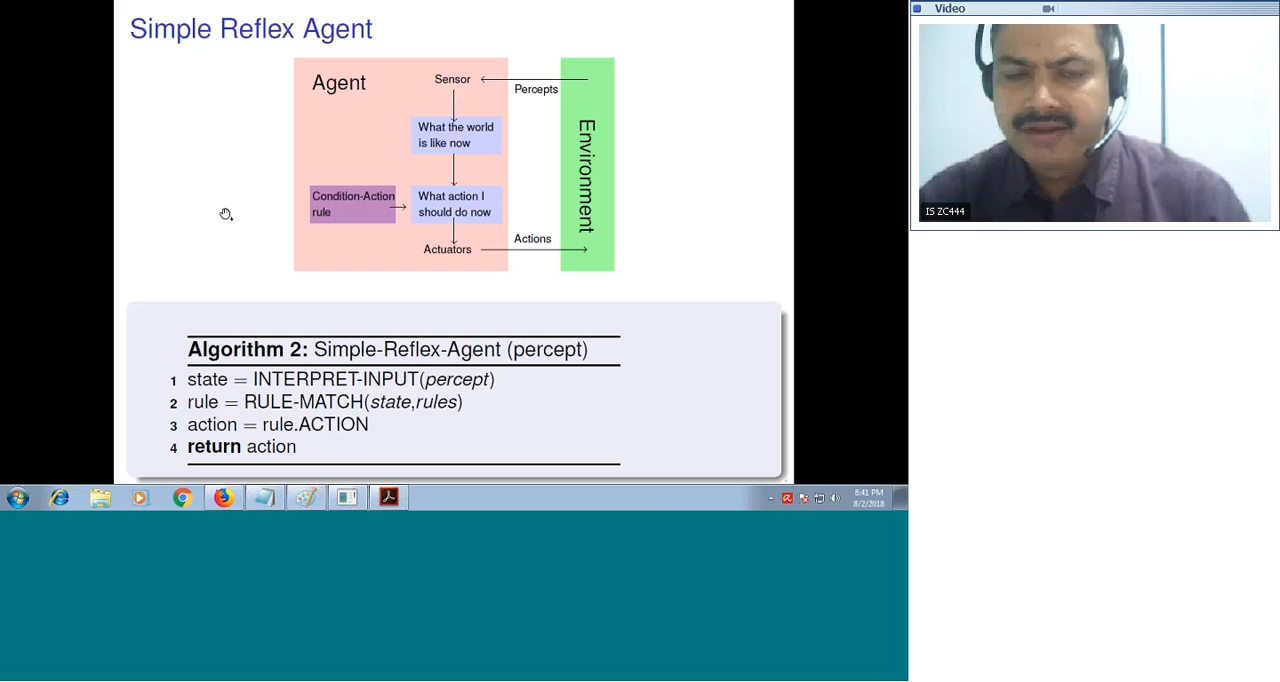 Simple Reflex Agent
Agent
Sensor
Percepts
What the world
is like now
Environment
Condition-Action
rule
What action I
should do now
Actions
Actuators
Algorithm 2: Simple-Reflex-Agent (percept)
1 state = INTERPRET-INPUT(percept)
2 rule = RULE-MATCH(state,rules)
3 action = rule.ACTION
4 return action
8:41 PM
8/2/2018
Video
IS ZC444